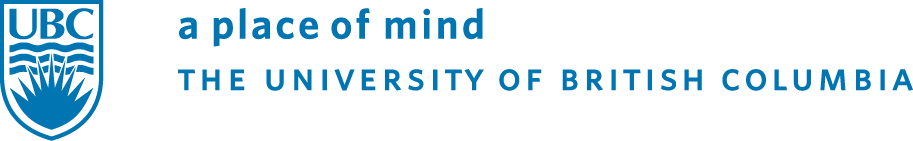 UBC
a place of mind
THE UNIVERSITY OF BRITISH COLUMBIA